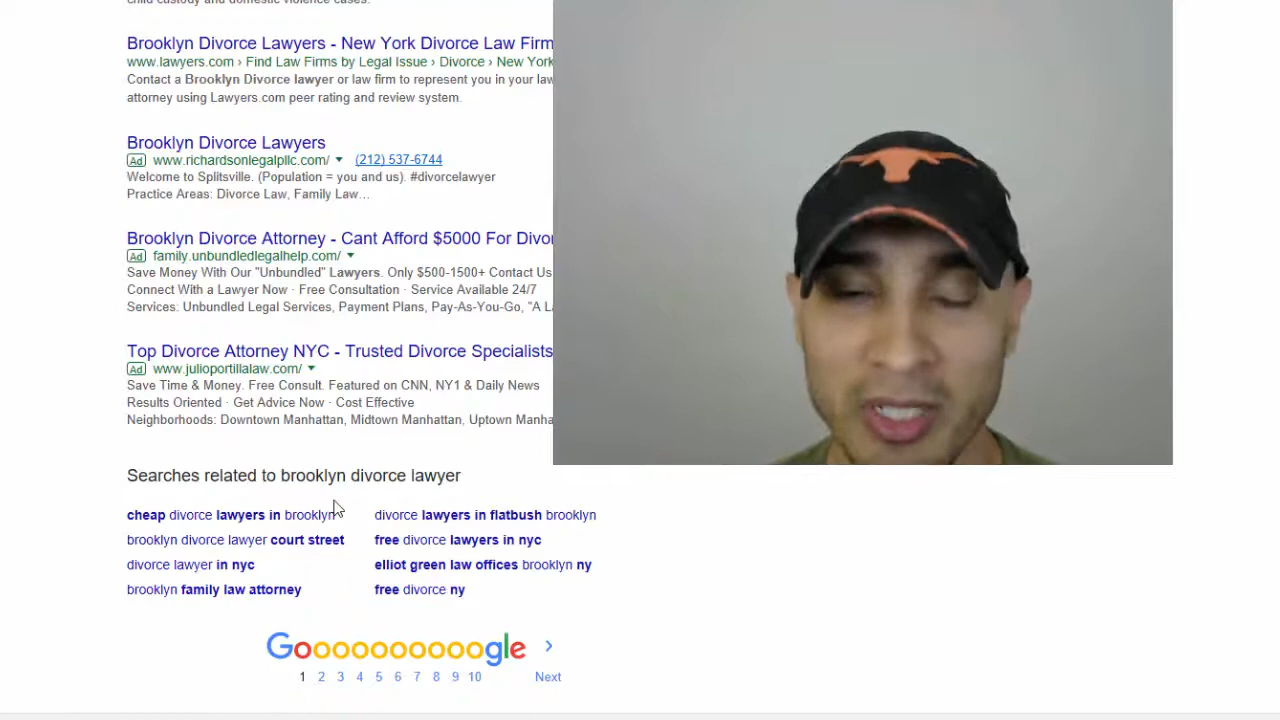 child custody and domestic violence cases.
Brooklyn Divorce Lawyers - New York Divorce Law Firm
www.lawyers.com › Find Law Firms by Legal Issue › Divorce › New York
Contact a Brooklyn Divorce lawyer or law firm to represent you in your law
attorney using Lawyers.com peer rating and review system.
Brooklyn Divorce Lawyers
Ad www.richardsonlegalpllc.com/ (212) 537-6744
Welcome to Splitsville. (Population = you and us). #divorcelawyer
Practice Areas: Divorce Law, Family Law...
Brooklyn Divorce Attorney - Cant Afford $5000 For Divo
Ad family.unbundledlegalhelp.com/
Save Money With Our "Unbundled" Lawyers. Only $500-1500+ Contact Us
Connect With a Lawyer Now · Free Consultation · Service Available 24/7
Services: Unbundled Legal Services, Payment Plans, Pay-As-You-Go, "A L
Top Divorce Attorney NYC - Trusted Divorce Specialists
Ad www.julioportillalaw.com/
Save Time & Money. Free Consult. Featured on CNN, NY1 & Daily News
Results Oriented · Get Advice Now · Cost Effective
Neighborhoods: Downtown Manhattan, Midtown Manhattan, Uptown Manha
Searches related to brooklyn divorce lawyer
cheap divorce lawyers in brooklyn divorce lawyers in flatbush brooklyn
brooklyn divorce lawyer court street free divorce lawyers in nyc
divorce lawyer in nyc elliot green law offices brooklyn ny
brooklyn family law attorney free divorce ny
Goooooooooogle >
1 2 3 4 5 6 7 8 9 10 Next